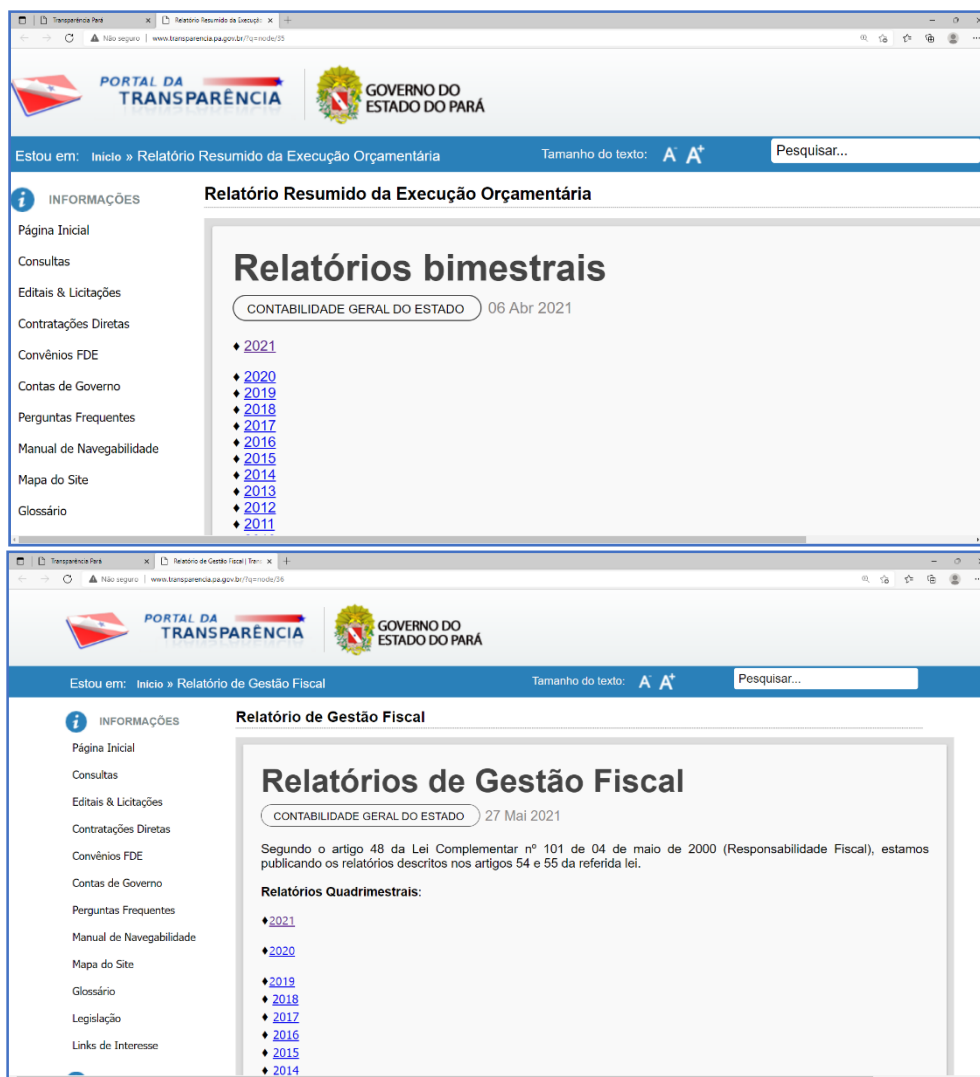 Transparência Pará
Relatório Resumido da Execução
Não seguro | www.transparencia.pa.gov.br/?q=node/35
PORTAL DA
TRANSPARÊNCIA
GOVERNO DO
ESTADO DO PARÁ
Estou em: Início » Relatório Resumido da Execução Orçamentária
Tamanho do texto: A- A+
Pesquisar...
INFORMAÇÕES
Página Inicial
Consultas
Editais & Licitações
Contratações Diretas
Convênios FDE
Contas de Governo
Perguntas Frequentes
Manual de Navegabilidade
Mapa do Site
Glossário
Relatório Resumido da Execução Orçamentária
Relatórios bimestrais
CONTABILIDADE GERAL DO ESTADO 06 Abr 2021
♦ 2021
♦ 2020
♦ 2019
♦ 2018
♦ 2017
♦ 2016
♦ 2015
♦ 2014
♦ 2013
♦ 2012
♦ 2011
Transparência Pará
Relatório de Gestão Fiscal | Tran
Não seguro | www.transparencia.pa.gov.br/?q=node/36
PORTAL DA
TRANSPARÊNCIA
GOVERNO DO
ESTADO DO PARÁ
Estou em: Início » Relatório de Gestão Fiscal
Tamanho do texto: A- A+
Pesquisar...
INFORMAÇÕES
Página Inicial
Consultas
Editais & Licitações
Contratações Diretas
Convênios FDE
Contas de Governo
Perguntas Frequentes
Manual de Navegabilidade
Mapa do Site
Glossário
Legislação
Links de Interesse
Relatório de Gestão Fiscal
Relatórios de Gestão Fiscal
CONTABILIDADE GERAL DO ESTADO 27 Mai 2021
Segundo o artigo 48 da Lei Complementar nº 101 de 04 de maio de 2000 (Responsabilidade Fiscal), estamos
publicando os relatórios descritos nos artigos 54 e 55 da referida lei.
Relatórios Quadrimestrais:
♦2021
♦2020
♦2019
♦ 2018
♦ 2017
♦ 2016
♦ 2015
♦ 2014